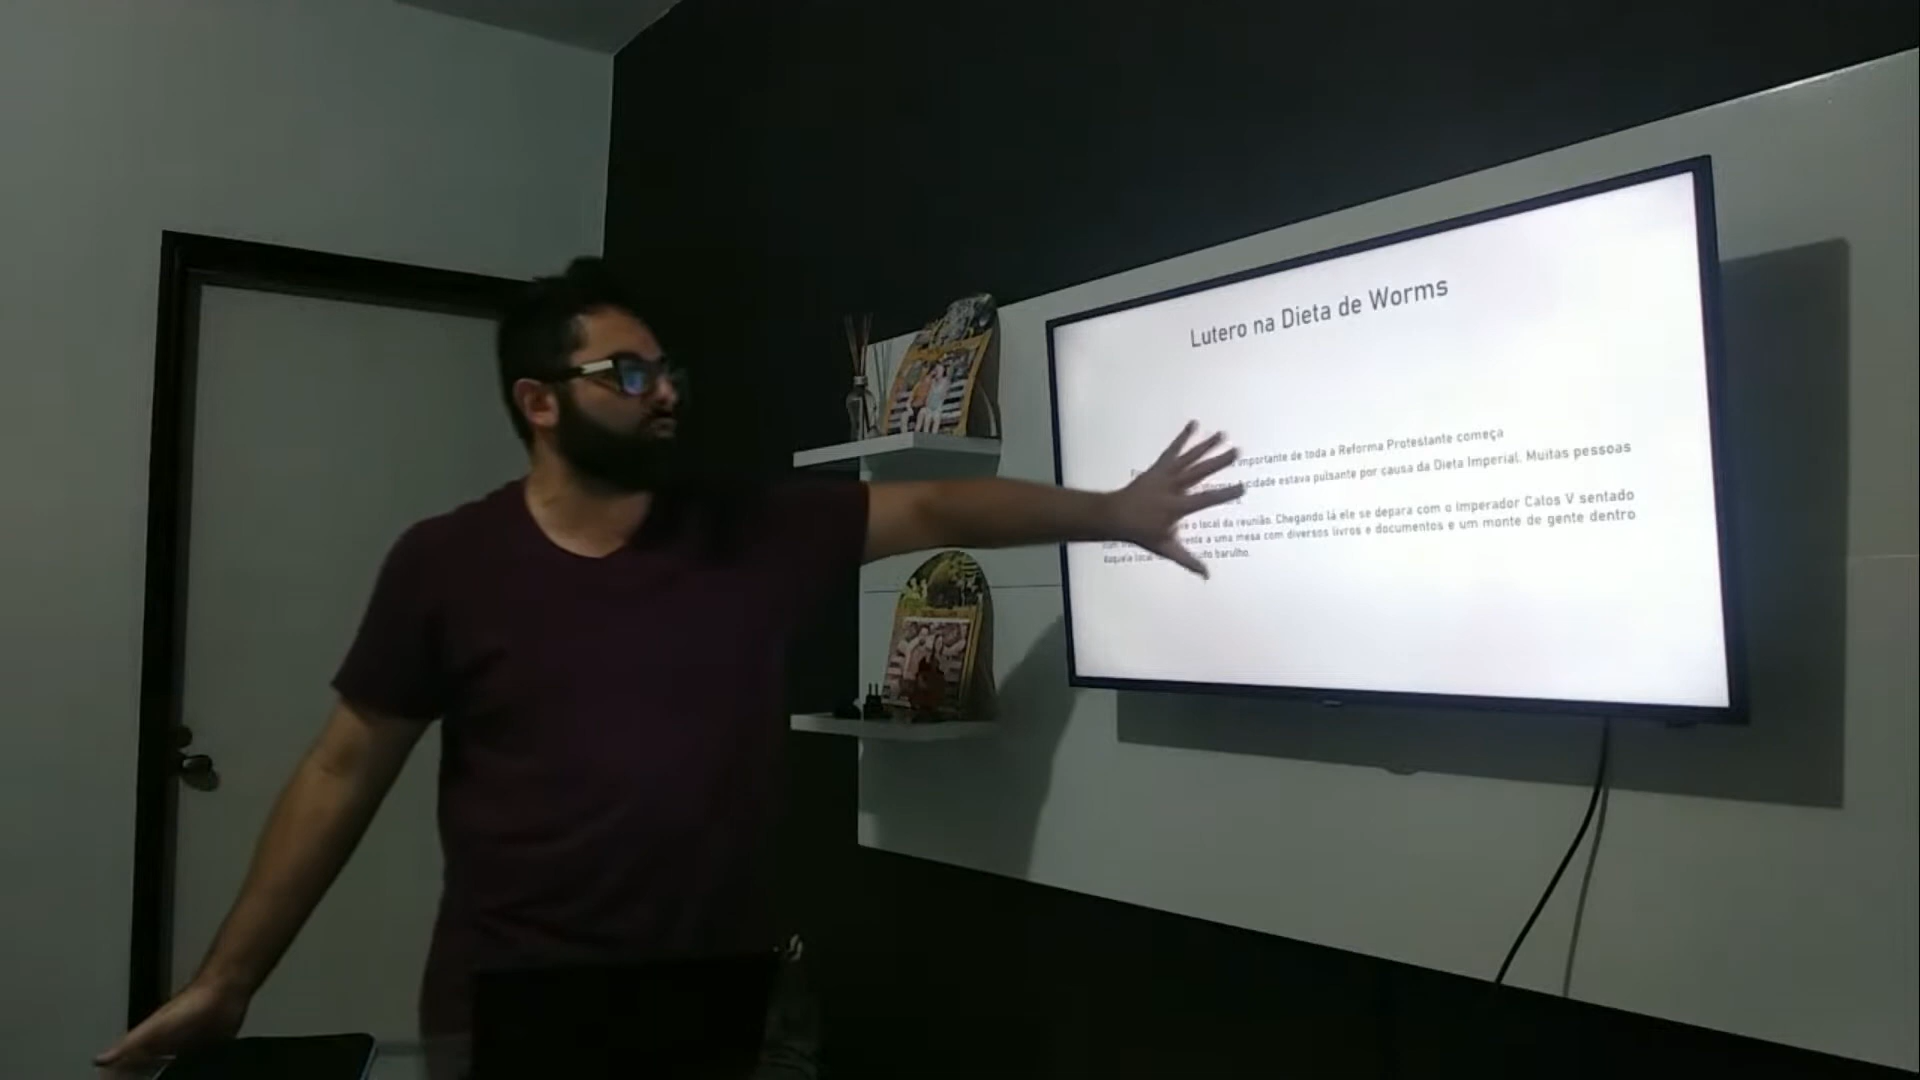 Lutero na Dieta de Worms
importante de toda a Reforma Protestante começa
cidade estava pulsante por causa da Dieta Imperial. Muitas pessoas
o local da reunião. Chegando lá ele se depara com o Imperador Calos V sentado
a uma mesa com diversos livros e documentos e um monte de gente dentro
daquele local barulho.